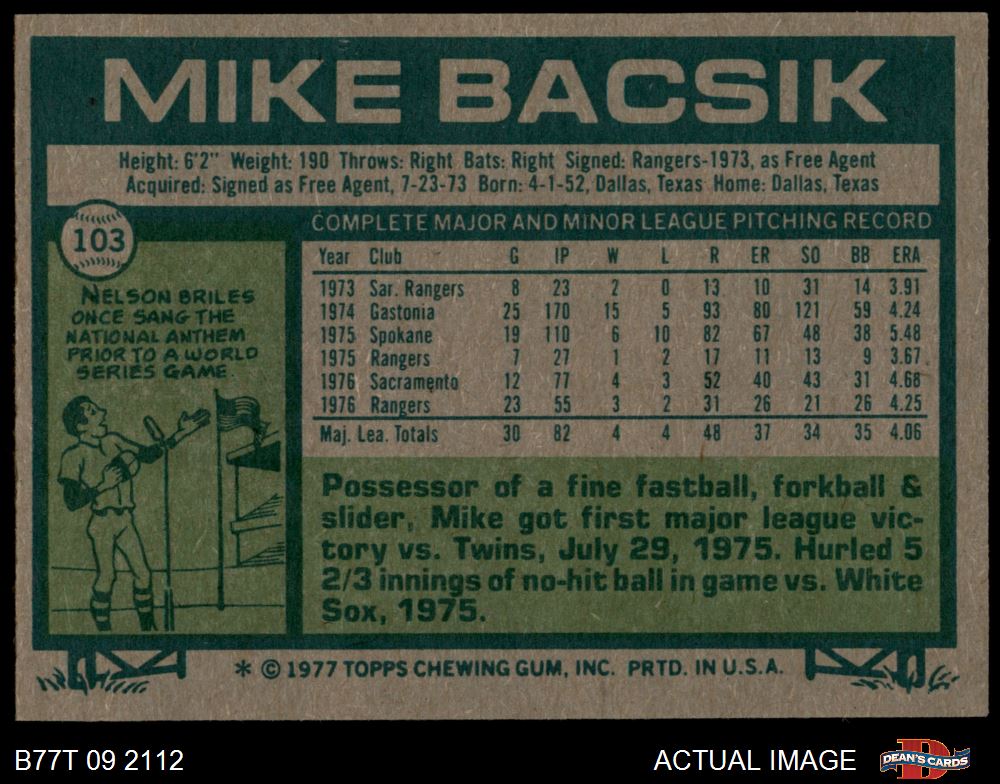 MIKE BACSIK
Height: 6'2" Weight: 190 Throws: Right Bats: Right Signed: Rangers-1973, as Free Agent
Acquired: Signed as Free Agent, 7-23-73 Born: 4-1-52, Dallas, Texas Home: Dallas, Texas
103
NELSON BRILES
ONCE SANG THE
NATIONAL ANTHEM
PRIOR TO A WORLD
SERIES GAME.
COMPLETE MAJOR AND MINOR LEAGUE PITCHING RECORD
Year Club G IP W L R ER SO BB ERA
1973 Sar. Rangers 8 23 2 0 13 10 31 14 3.91
1974 Gastonia 25 170 15 5 93 80 121 59 4.24
1975 Spokane 19 110 6 10 82 67 48 38 5.48
1975 Rangers 7 27 1 2 17 11 13 9 3.67
1976 Sacramento 12 77 4 3 52 40 43 31 4.68
1976 Rangers 23 55 3 2 31 26 21 26 4.25
Maj. Lea. Totals 30 82 4 4 48 37 34 35 4.06
Possessor of a fine fastball, forkball &
slider, Mike got first major league vic-
tory vs. Twins, July 29, 1975. Hurled 5
2/3 innings of no-hit ball in game vs. White
Sox, 1975.
* © 1977 TOPPS CHEWING GUM, INC. PRTD. IN U.S.A.
B77T 09 2112
ACTUAL IMAGE
D
DEAN'S CARDS